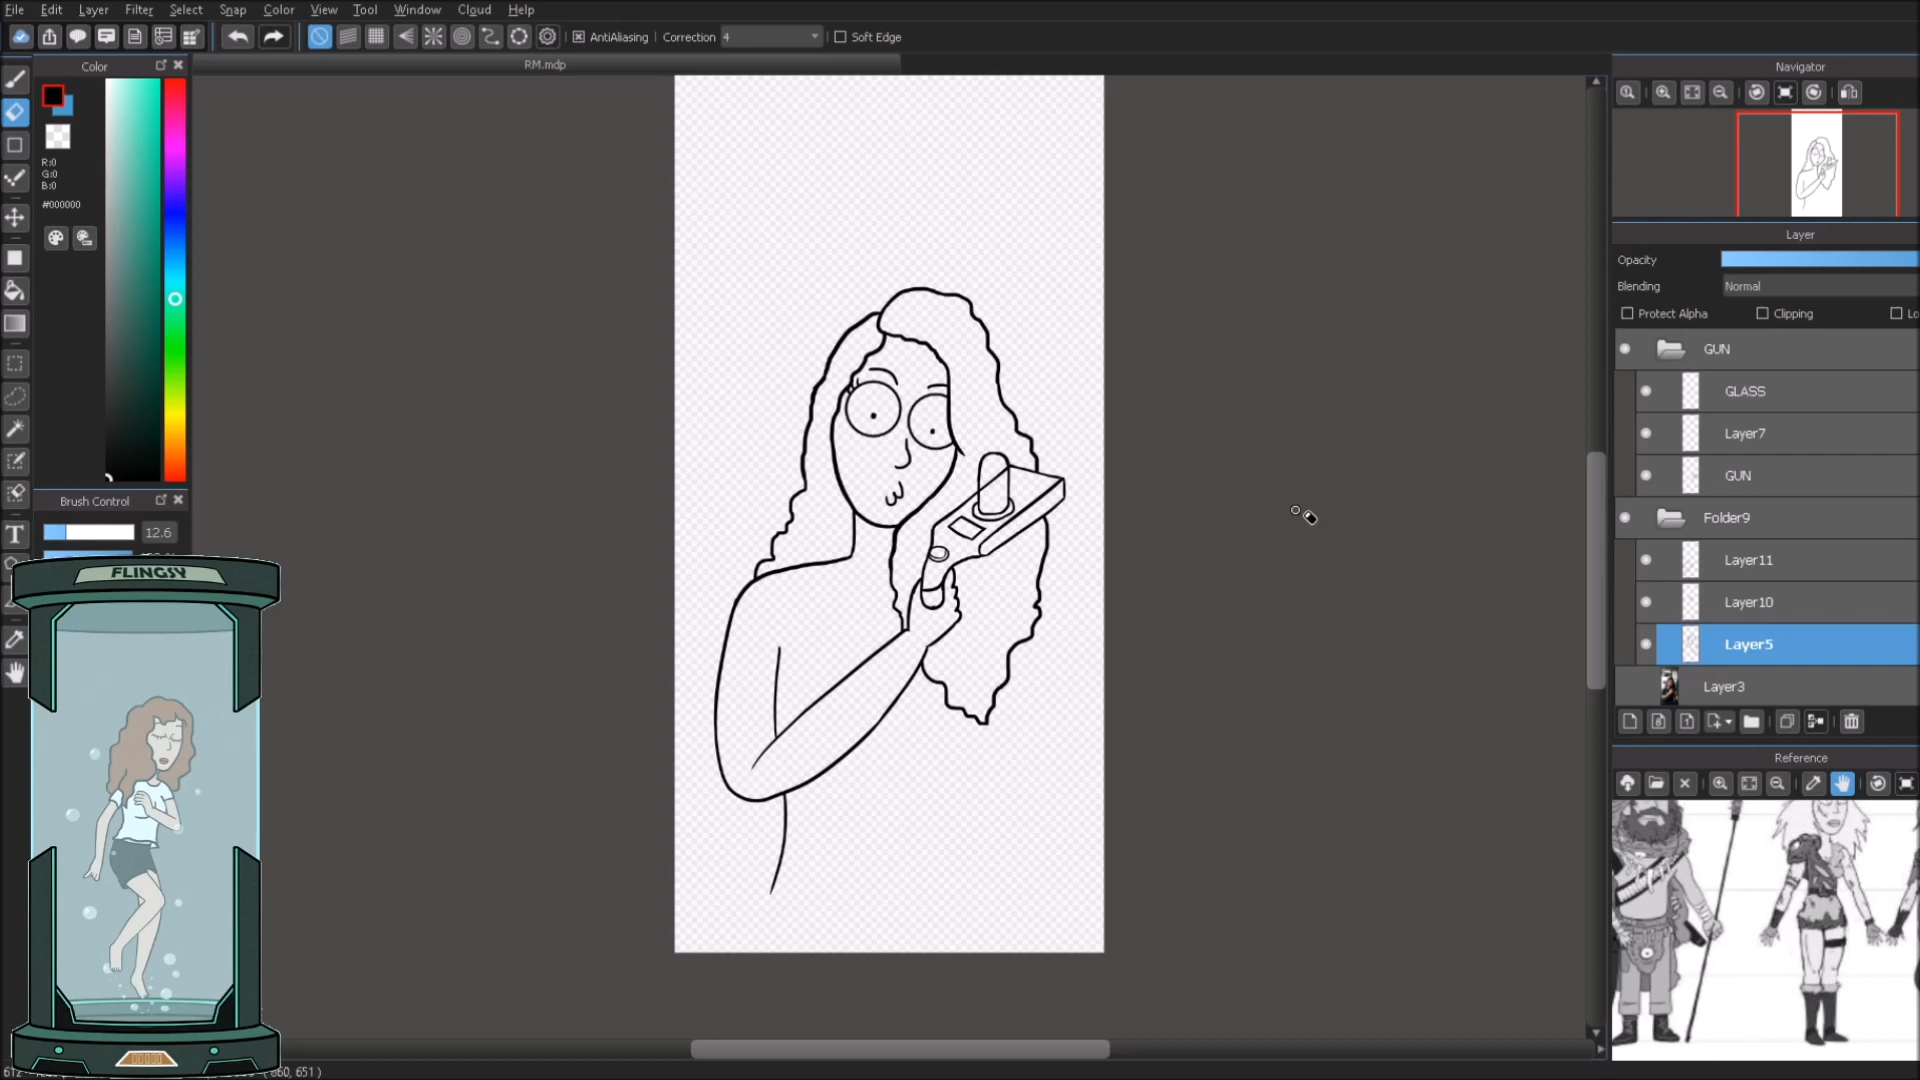 File Edit Layer Filter Select Snap Color View Tool Window Cloud Help
AntiAliasing Correction 4 Soft Edge
Color
RM.mdp
Navigator
R:0
G:0
B:0
#000000
Layer
Opacity
Blending Normal
Protect Alpha Clipping Lo
GUN
GLASS
Layer7
GUN
Folder9
Layer11
Layer10
Layer5
Layer3
Brush Control
12.6
T
FLINGSY
Reference